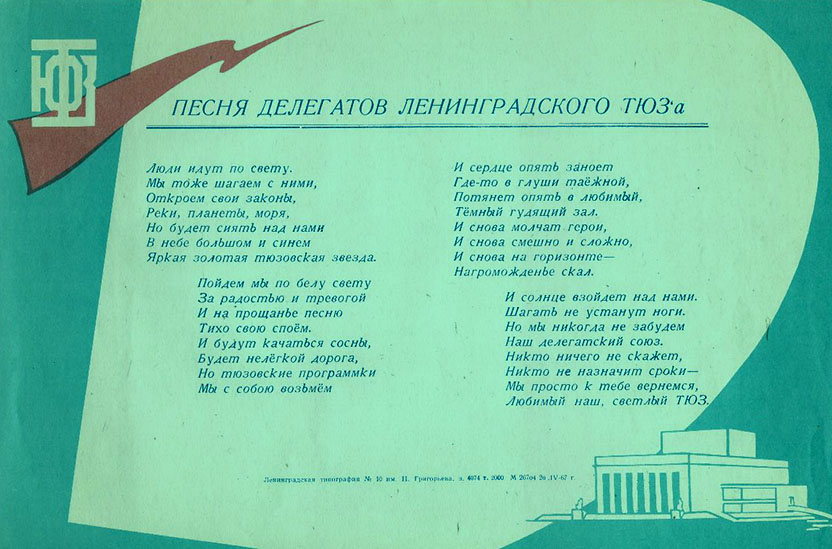 ТЮЗ
ПЕСНЯ ДЕЛЕГАТОВ ЛЕНИНГРАДСКОГО ТЮЗ'а
Люди идут по свету.
Мы тоже шагаем с ними,
Откроем свои законы,
Реки, планеты, моря,
Но будет сиять над нами
В небе большом и синем
Яркая золотая тюзовская звезда.
Пойдем мы по белу свету
За радостью и тревогой
И на прощанье песню
Тихо свою споём.
И будут качаться сосны,
Будет нелёгкой дорога,
Но тюзовские программки
Мы с собою возьмём
И сердце опять заноет
Где-то в глуши таёжной,
Потянет опять в любимый,
Тёмный гудящий зал.
И снова молчат герои,
И снова смешно и сложно,
И снова на горизонте—
Нагроможденье скал.
И солнце взойдет над нами.
Шагать не устанут ноги.
Но мы никогда не забудем
Наш делегатский союз.
Никто ничего не скажет,
Никто не назначит сроки—
Мы просто к тебе вернемся,
Любимый наш, светлый ТЮЗ.
Ленинградская типография № 10 им. П. Григорьева, з. 4074 т. 2000 М 26704 20.IV-67 г.